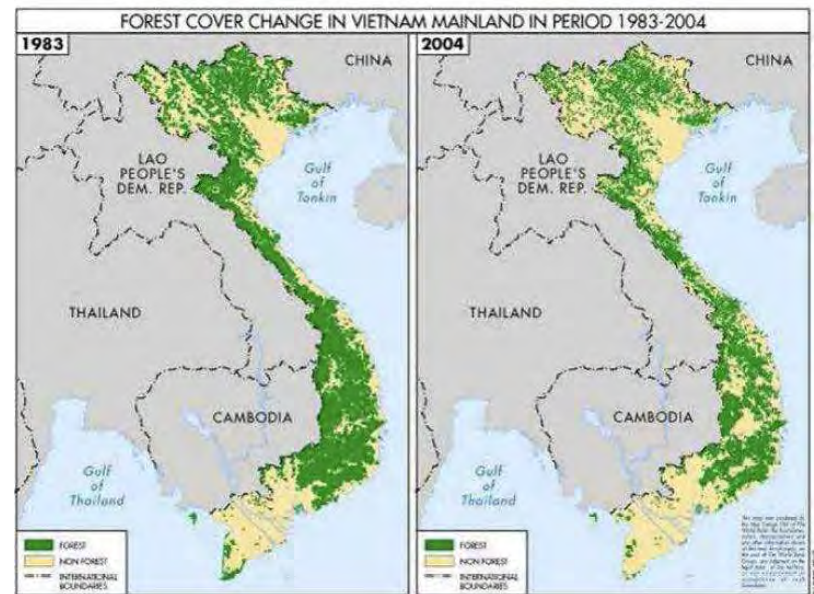 FOREST COVER CHANGE IN VIETNAM MAINLAND IN PERIOD 1983-2004
1983
CHINA
LAO
PEOPLE'S
DEM. REP.
Gulf
of
Tonkin
THAILAND
CAMBODIA
Gulf
of
Thailand
FOREST
NON FOREST
INTERNATIONAL
BOUNDARIES
2004
CHINA
LAO
PEOPLE'S
DEM. REP.
Gulf
of
Tonkin
THAILAND
CAMBODIA
Gulf
of
Thailand
FOREST
NON FOREST
INTERNATIONAL
BOUNDARIES